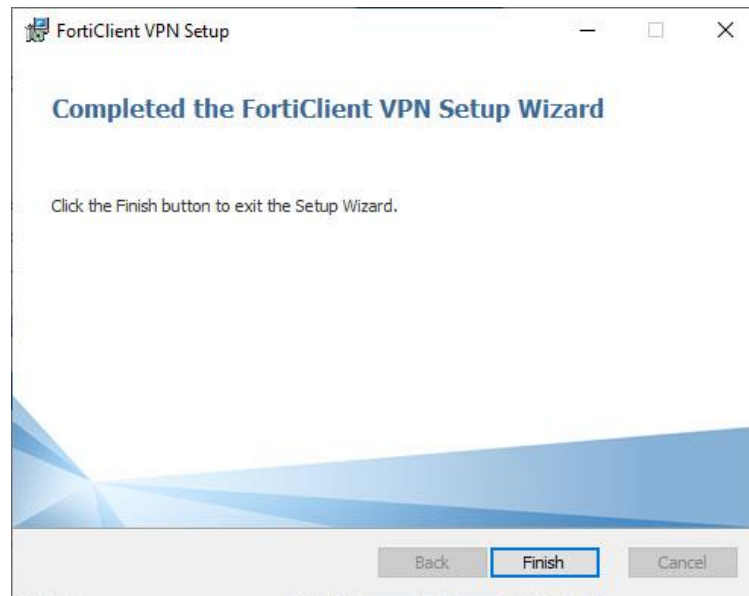 FortiClient VPN Setup
Completed the FortiClient VPN Setup Wizard
Click the Finish button to exit the Setup Wizard.
Back Finish Cancel